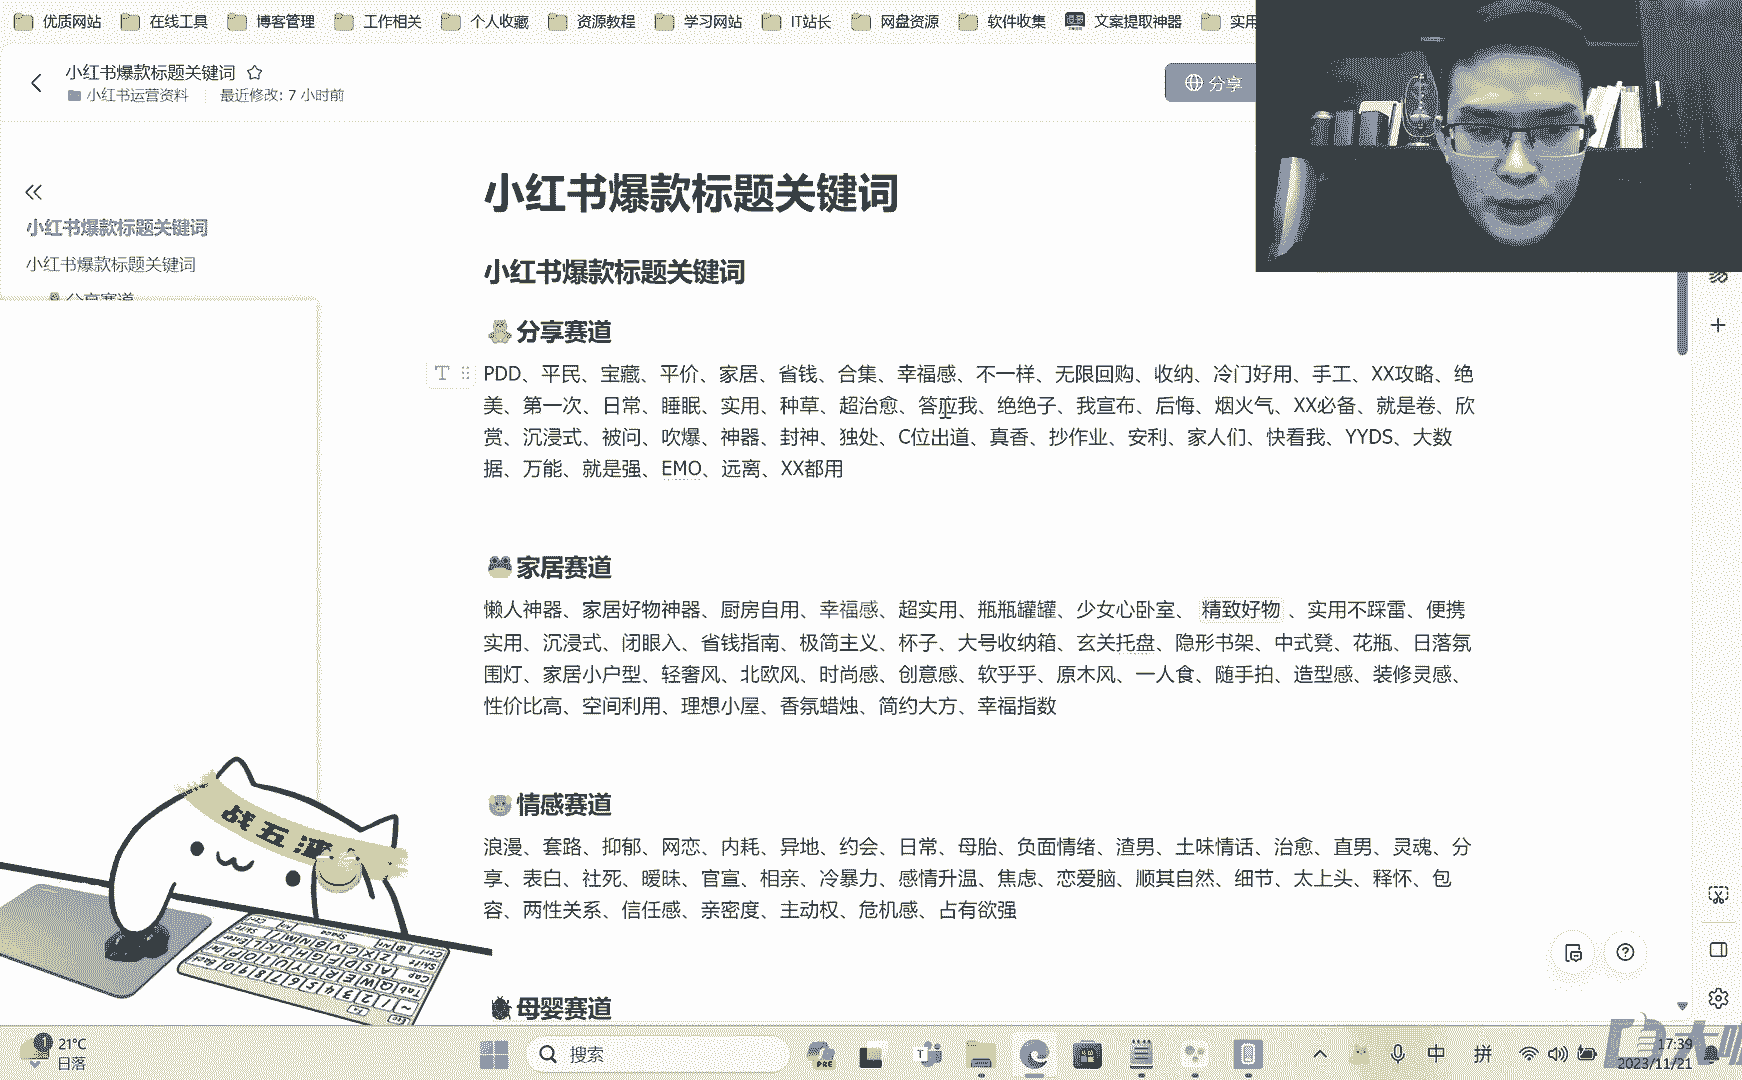 优质网站 在线工具 博客管理 工作相关 个人收藏 资源教程 学习网站 IT站长 网盘资源 软件收集 文案提取神器 实用
小红书爆款标题关键词
小红书运营资料 最近修改: 7 小时前
分享
小红书爆款标题关键词
小红书爆款标题关键词
分享赛道
小红书爆款标题关键词
小红书爆款标题关键词
分享赛道
PDD、平民、宝藏、平价、家居、省钱、合集、幸福感、不一样、无限回购、收纳、冷门好用、手工、XX攻略、绝
美、第一次、日常、睡眠、实用、种草、超治愈、答应我、绝绝子、我宣布、后悔、烟火气、XX必备、就是卷、欣
赏、沉浸式、被问、吹爆、神器、封神、独处、C位出道、真香、抄作业、安利、家人们、快看我、YYDS、大数
据、万能、就是强、EMO、远离、XX都用
家居赛道
懒人神器、家居好物神器、厨房自用、幸福感、超实用、瓶瓶罐罐、少女心卧室、 精致好物 、实用不踩雷、便携
实用、沉浸式、闭眼入、省钱指南、极简主义、杯子、大号收纳箱、玄关托盘、隐形书架、中式凳、花瓶、日落氛
围灯、家居小户型、轻奢风、北欧风、时尚感、创意感、软乎乎、原木风、一人食、随手拍、造型感、装修灵感、
性价比高、空间利用、理想小屋、香氛蜡烛、简约大方、幸福指数
情感赛道
浪漫、套路、抑郁、网恋、内耗、异地、约会、日常、母胎、负面情绪、渣男、土味情话、治愈、直男、灵魂、分
享、表白、社死、暧昧、官宣、相亲、冷暴力、感情升温、焦虑、恋爱脑、顺其自然、细节、太上头、释怀、包
容、两性关系、信任感、亲密度、主动权、危机感、占有欲强
母婴赛道
战五渣
21°C
日落
搜索
PRE
中 拼
17:39
2023/11/21